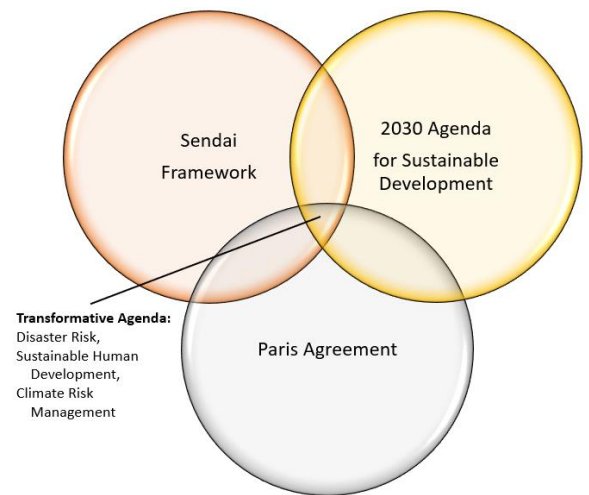 Sendai
Framework
2030 Agenda
for Sustainable
Development
Paris Agreement
Transformative Agenda:
Disaster Risk,
Sustainable Human
Development,
Climate Risk
Management